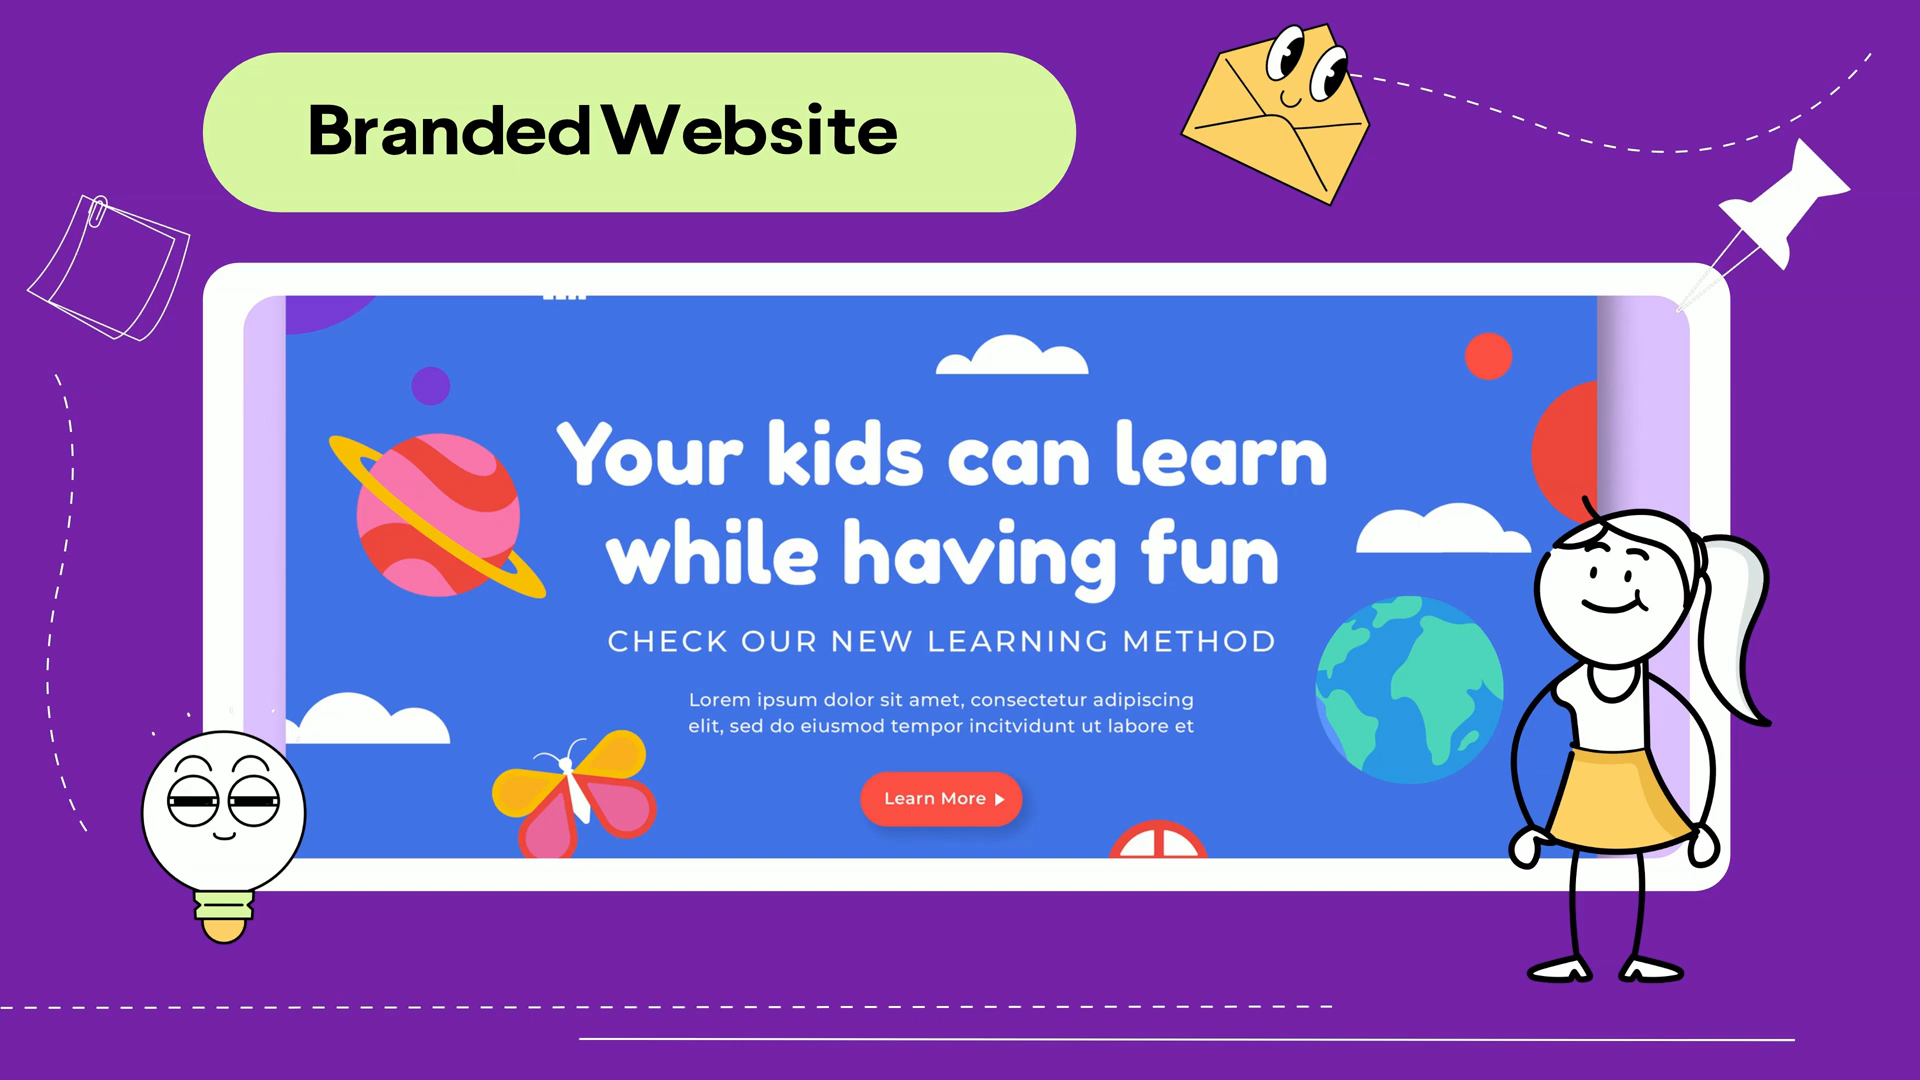 Branded Website
Your kids can learn
while having fun
CHECK OUR NEW LEARNING METHOD
Lorem ipsum dolor sit amet, consectetur adipiscing
elit, sed do eiusmod tempor incitvidunt ut labore et
Learn More